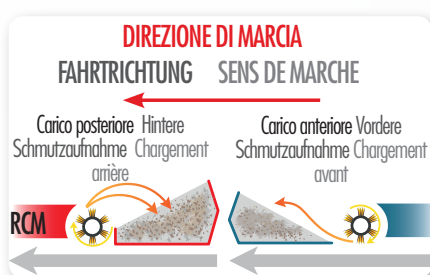 DIREZIONE DI MARCIA
FAHRTRICHTUNG SENS DE MARCHE
Carico posteriore Hintere
Schmutzaufnahme Chargement
arrière
Carico anteriore Vordere
Schmutzaufnahme Chargement
avant
RCM